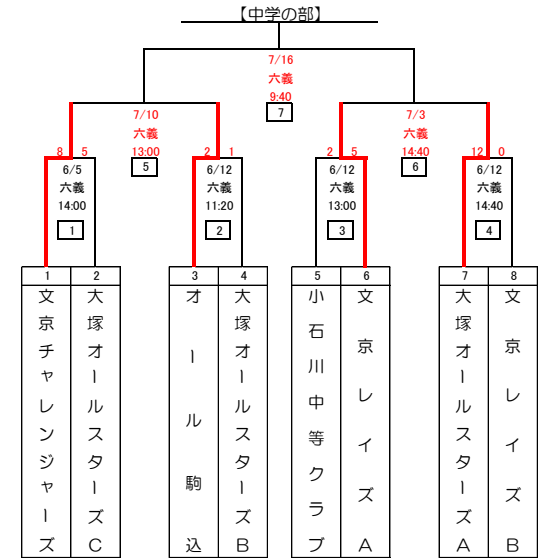 【中学の部】
7/16
六義
9:40
7
7/10
六義
13:00
5
7/3
六義
14:40
6
8 5
6/5
六義
14:00
1
2 1
6/12
六義
11:20
2
2 5
6/12
六義
13:00
3
12 0
6/12
六義
14:40
4
1 2 3 4 5 6 7 8
文京チャレンジャーズ
大塚オールスターズC
オール駒込
大塚オールスターズB
小石川中等クラブ
文京レイズA
大塚オールスターズA
文京レイズB